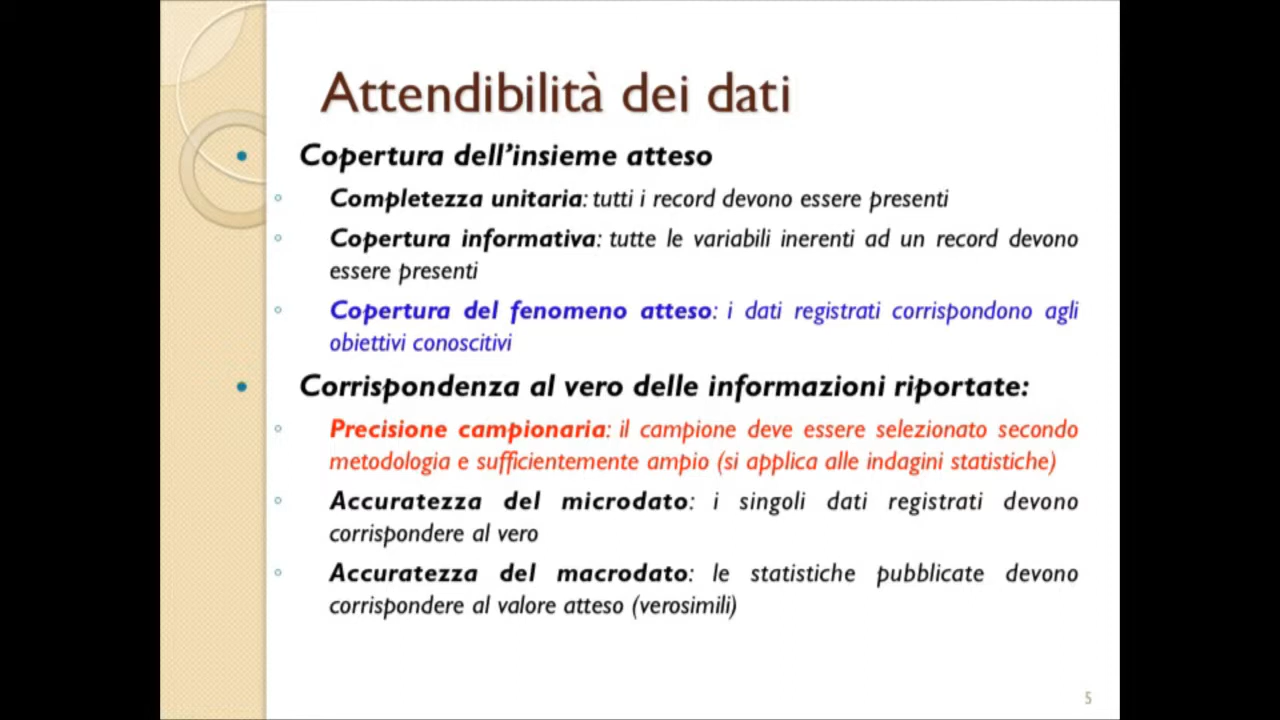 Attendibilità dei dati
Copertura dell'insieme atteso
Completezza unitaria: tutti i record devono essere presenti
Copertura informativa: tutte le variabili inerenti ad un record devono
essere presenti
Copertura del fenomeno atteso: i dati registrati corrispondono agli
obiettivi conoscitivi
Corrispondenza al vero delle informazioni riportate:
Precisione campionaria: il campione deve essere selezionato secondo
metodologia e sufficientemente ampio (si applica alle indagini statistiche)
Accuratezza del microdato: i singoli dati registrati devono
corrispondere al vero
Accuratezza del macrodato: le statistiche pubblicate devono
corrispondere al valore atteso (verosimili)
5